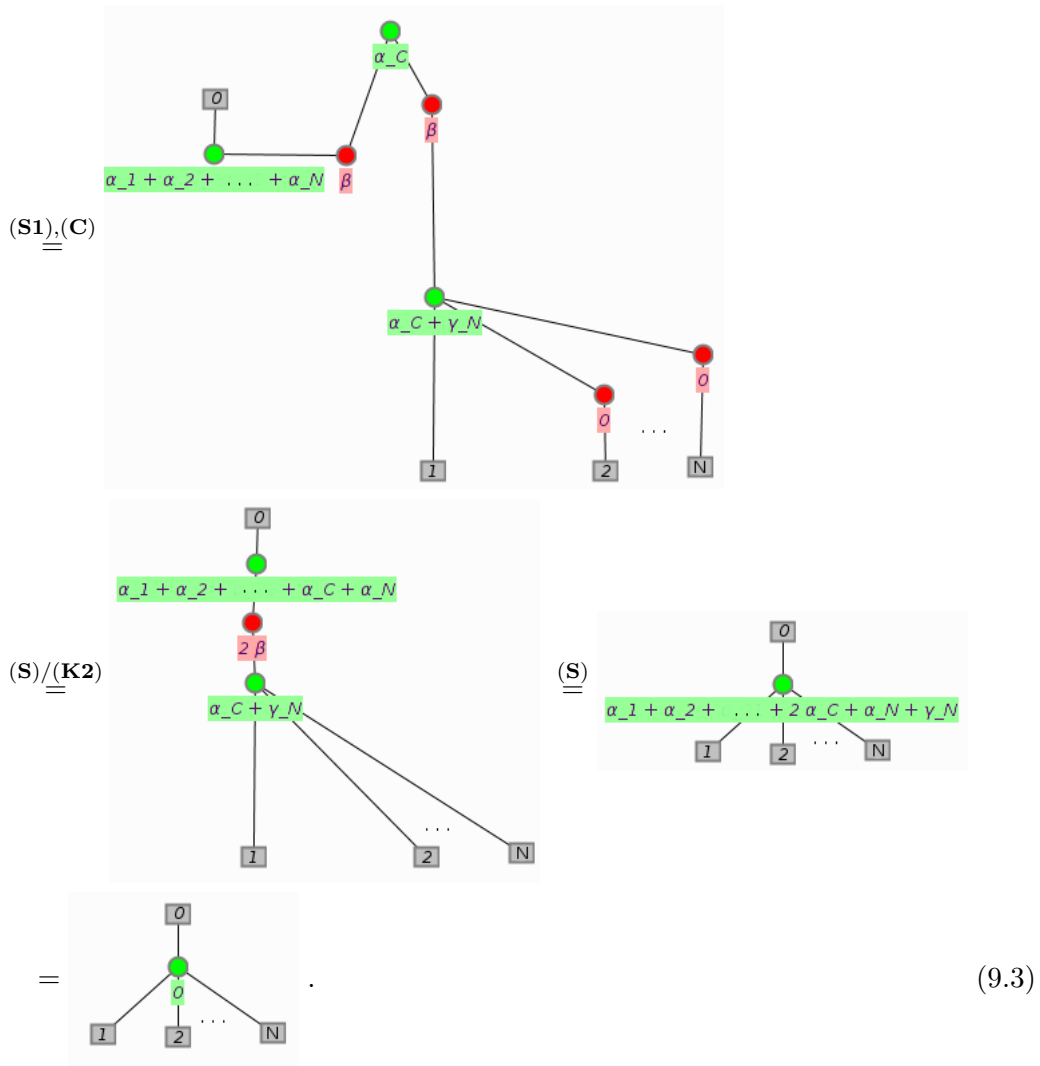 α_C
0
β
α_1 + α_2 + ... + α_N β
(S1),(C)
=
α_C + γ_N
0
0
...
1 2 N
0
α_1 + α_2 + ... + α_C + α_N
2 β
(S)/(K2)
=
α_C + γ_N
...
1 2 N
(S)
=
0
α_1 + α_2 + ... + 2 α_C + α_N + γ_N
1 2 ... N
0
= 0 . (9.3)
1 2 ... N